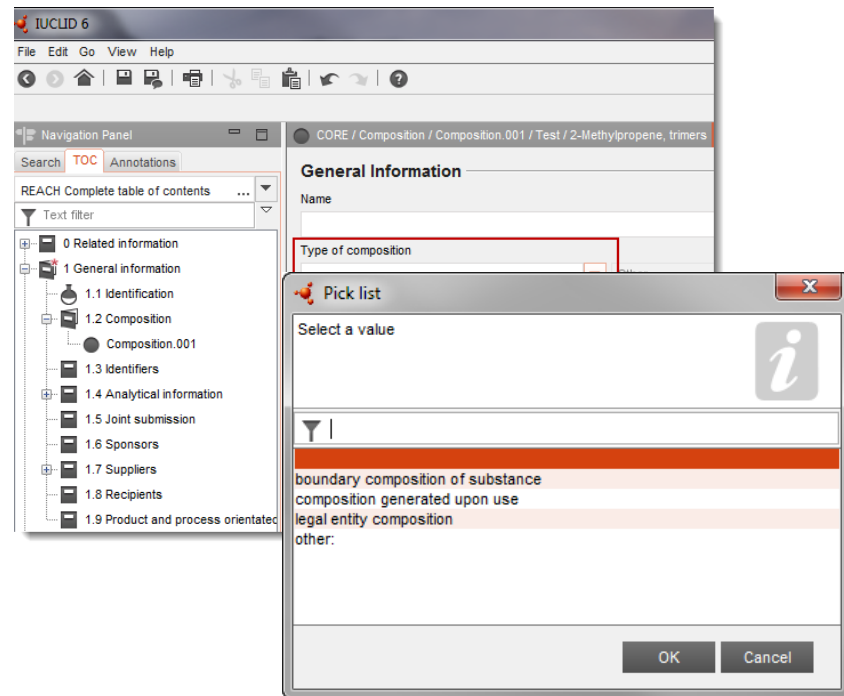 IUCLID 6
File Edit Go View Help
Navigation Panel
Search TOC Annotations
REACH Complete table of contents ...
Text filter
0 Related information
1 General information
1.1 Identification
1.2 Composition
Composition.001
1.3 Identifiers
1.4 Analytical information
1.5 Joint submission
1.6 Sponsors
1.7 Suppliers
1.8 Recipients
1.9 Product and process orientated
CORE / Composition / Composition.001 / Test / 2-Methylpropene, trimers
General Information
Name
Type of composition
Pick list
Select a value
boundary composition of substance
composition generated upon use
legal entity composition
other:
OK Cancel